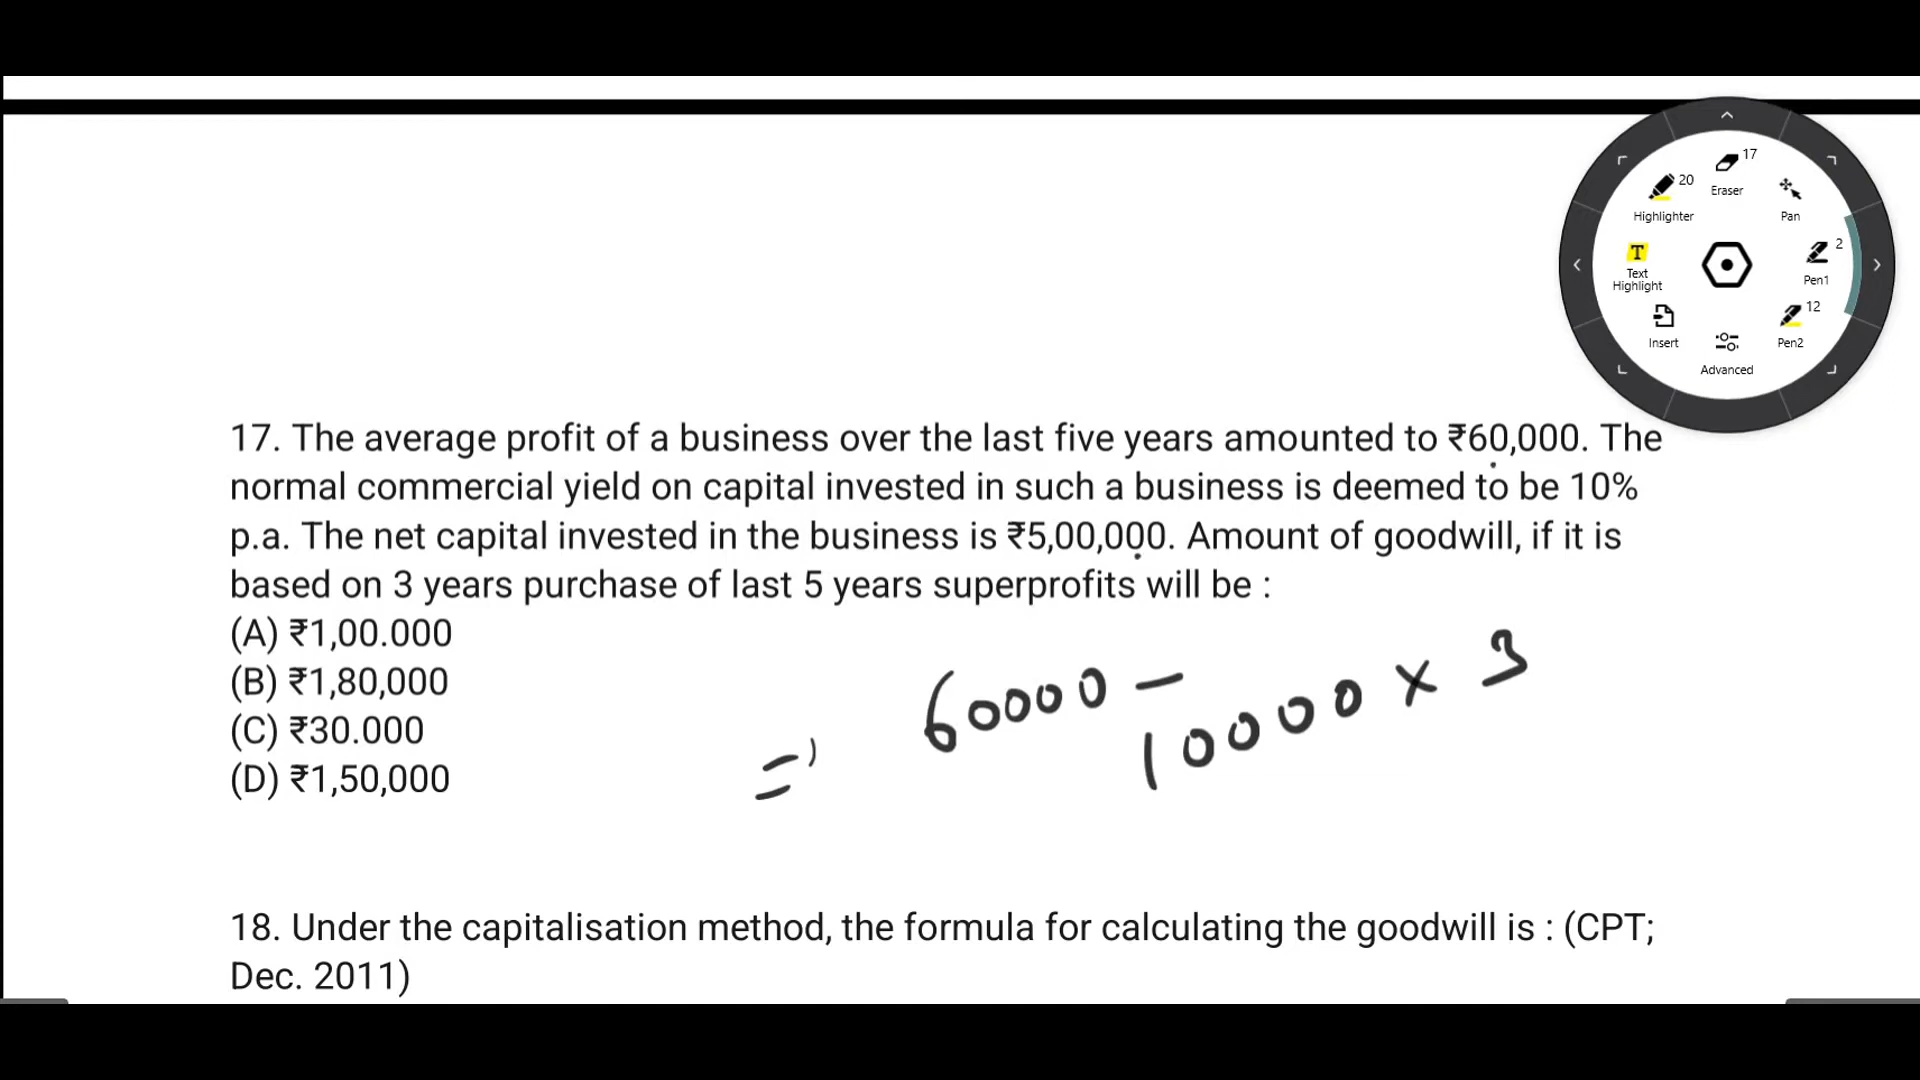 17
Eraser
20
Highlighter
Pan
T
Text
Highlight
2
Pen1
12
Pen2
Insert
Advanced
17. The average profit of a business over the last five years amounted to ₹60,000. The
normal commercial yield on capital invested in such a business is deemed to be 10%
p.a. The net capital invested in the business is ₹5,00,000. Amount of goodwill, if it is
based on 3 years purchase of last 5 years superprofits will be :
(A) ₹1,00.000
(B) ₹1,80,000
(C) ₹30.000
(D) ₹1,50,000
60000 -
10000 × 3
=)
18. Under the capitalisation method, the formula for calculating the goodwill is : (CPT;
Dec. 2011)